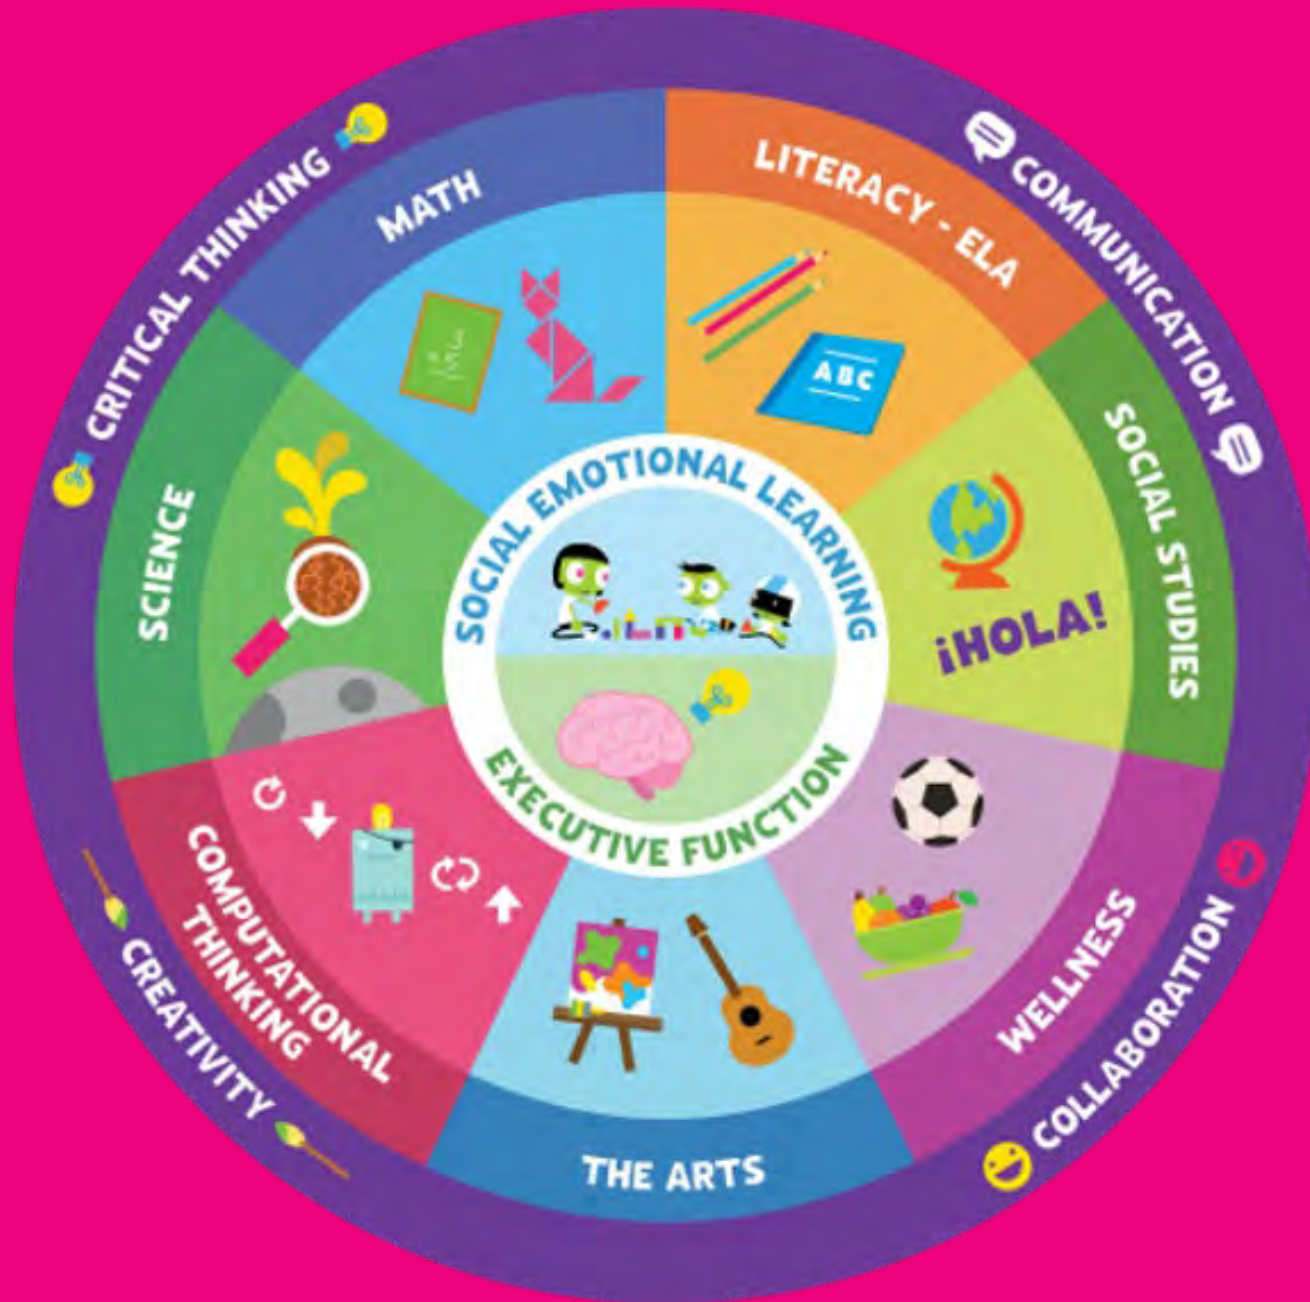 CRITICAL THINKING
COMMUNICATION
COLLABORATION
CREATIVITY
MATH
LITERACY - ELA
SOCIAL STUDIES
WELLNESS
THE ARTS
COMPUTATIONAL
THINKING
SCIENCE
ABC
¡HOLA!
SOCIAL EMOTIONAL LEARNING
EXECUTIVE FUNCTION